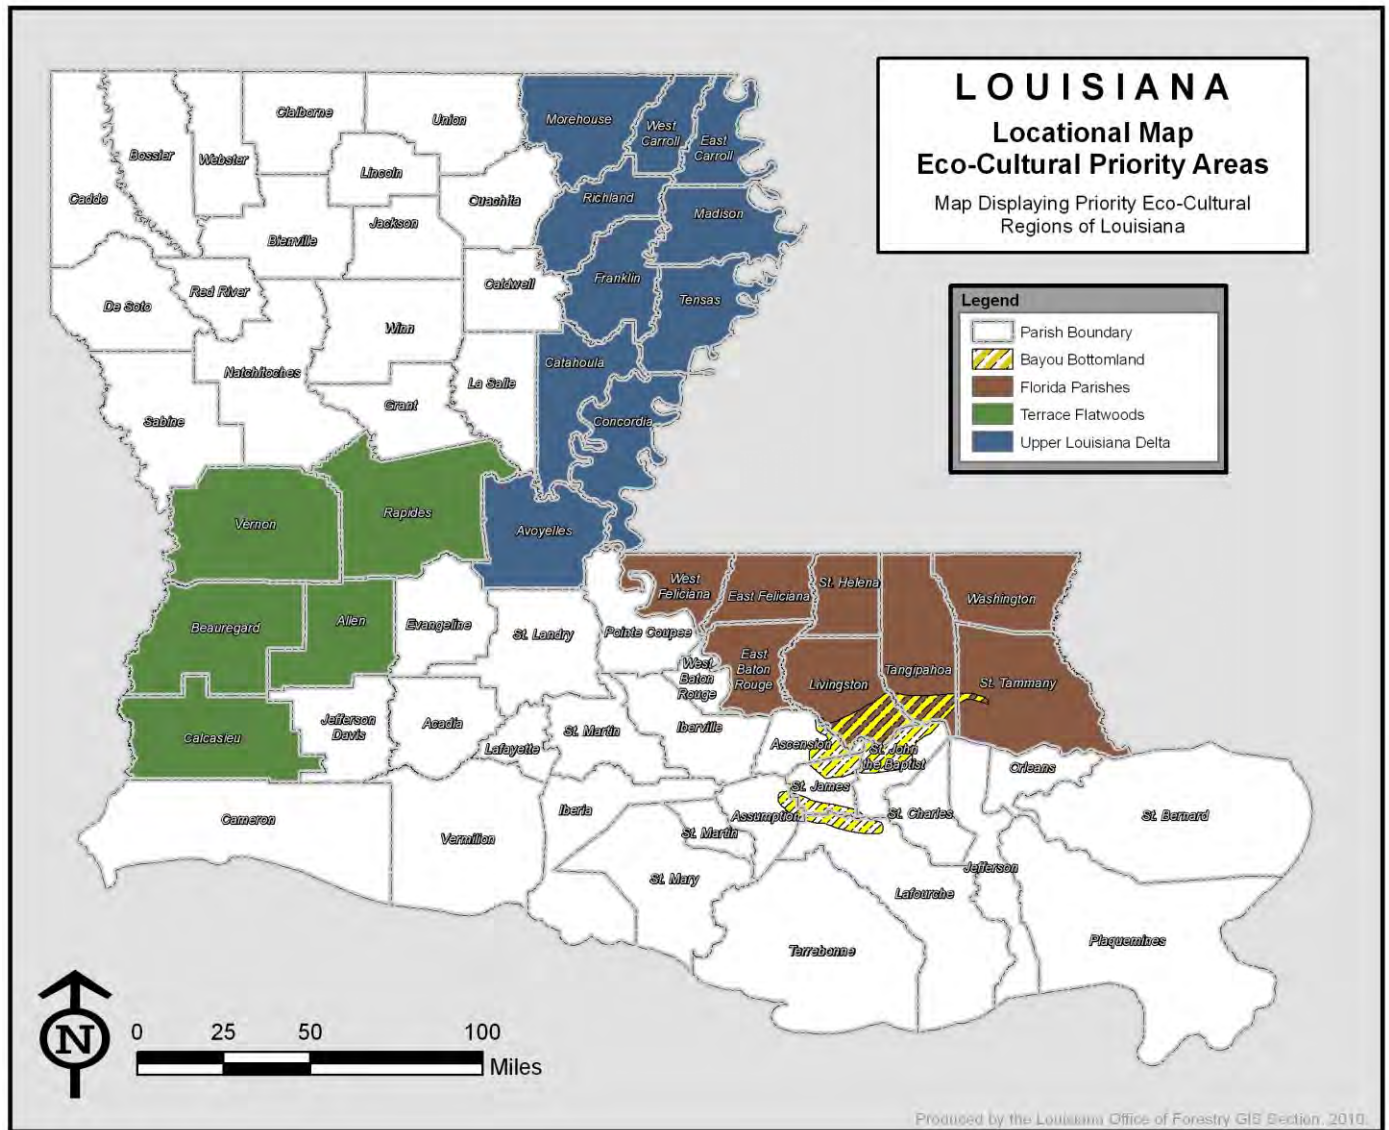 LOUISIANA
Locational Map
Eco-Cultural Priority Areas
Map Displaying Priority Eco-Cultural
Regions of Louisiana
Legend
Parish Boundary
Bayou Bottomland
Florida Parishes
Terrace Flatwoods
Upper Louisiana Delta
Claiborne
Union
Morehouse
West
Carroll
East
Carroll
Bossier
Webster
Lincoln
Caddo
Ouachita
Richland
Madison
Jackson
Bienville
Franklin
Caldwell
Red River
Tensas
De Soto
Winn
Catahoula
Natchitoches
La Salle
Grant
Sabine
Concordia
Vernon
Rapides
Avoyelles
West
Feliciana
East Feliciana
St. Helena
Washington
Beauregard
Allen
Evangeline
St. Landry
Pointe Coupee
West
Baton
Rouge
East
Baton
Rouge
Livingston
Tangipahoa
St. Tammany
Calcasieu
Jefferson
Davis
Acadia
Lafayette
St. Martin
Iberville
Ascension
St. John
the Baptist
Orleans
St. James
Cameron
Vermilion
Iberia
St. Martin
Assumption
St. Charles
St. Bernard
St. Mary
Jefferson
Lafourche
Terrebonne
Plaquemines
N
0 25 50 100
Miles
Produced by the Louisiana Office of Forestry GIS Section, 2010.